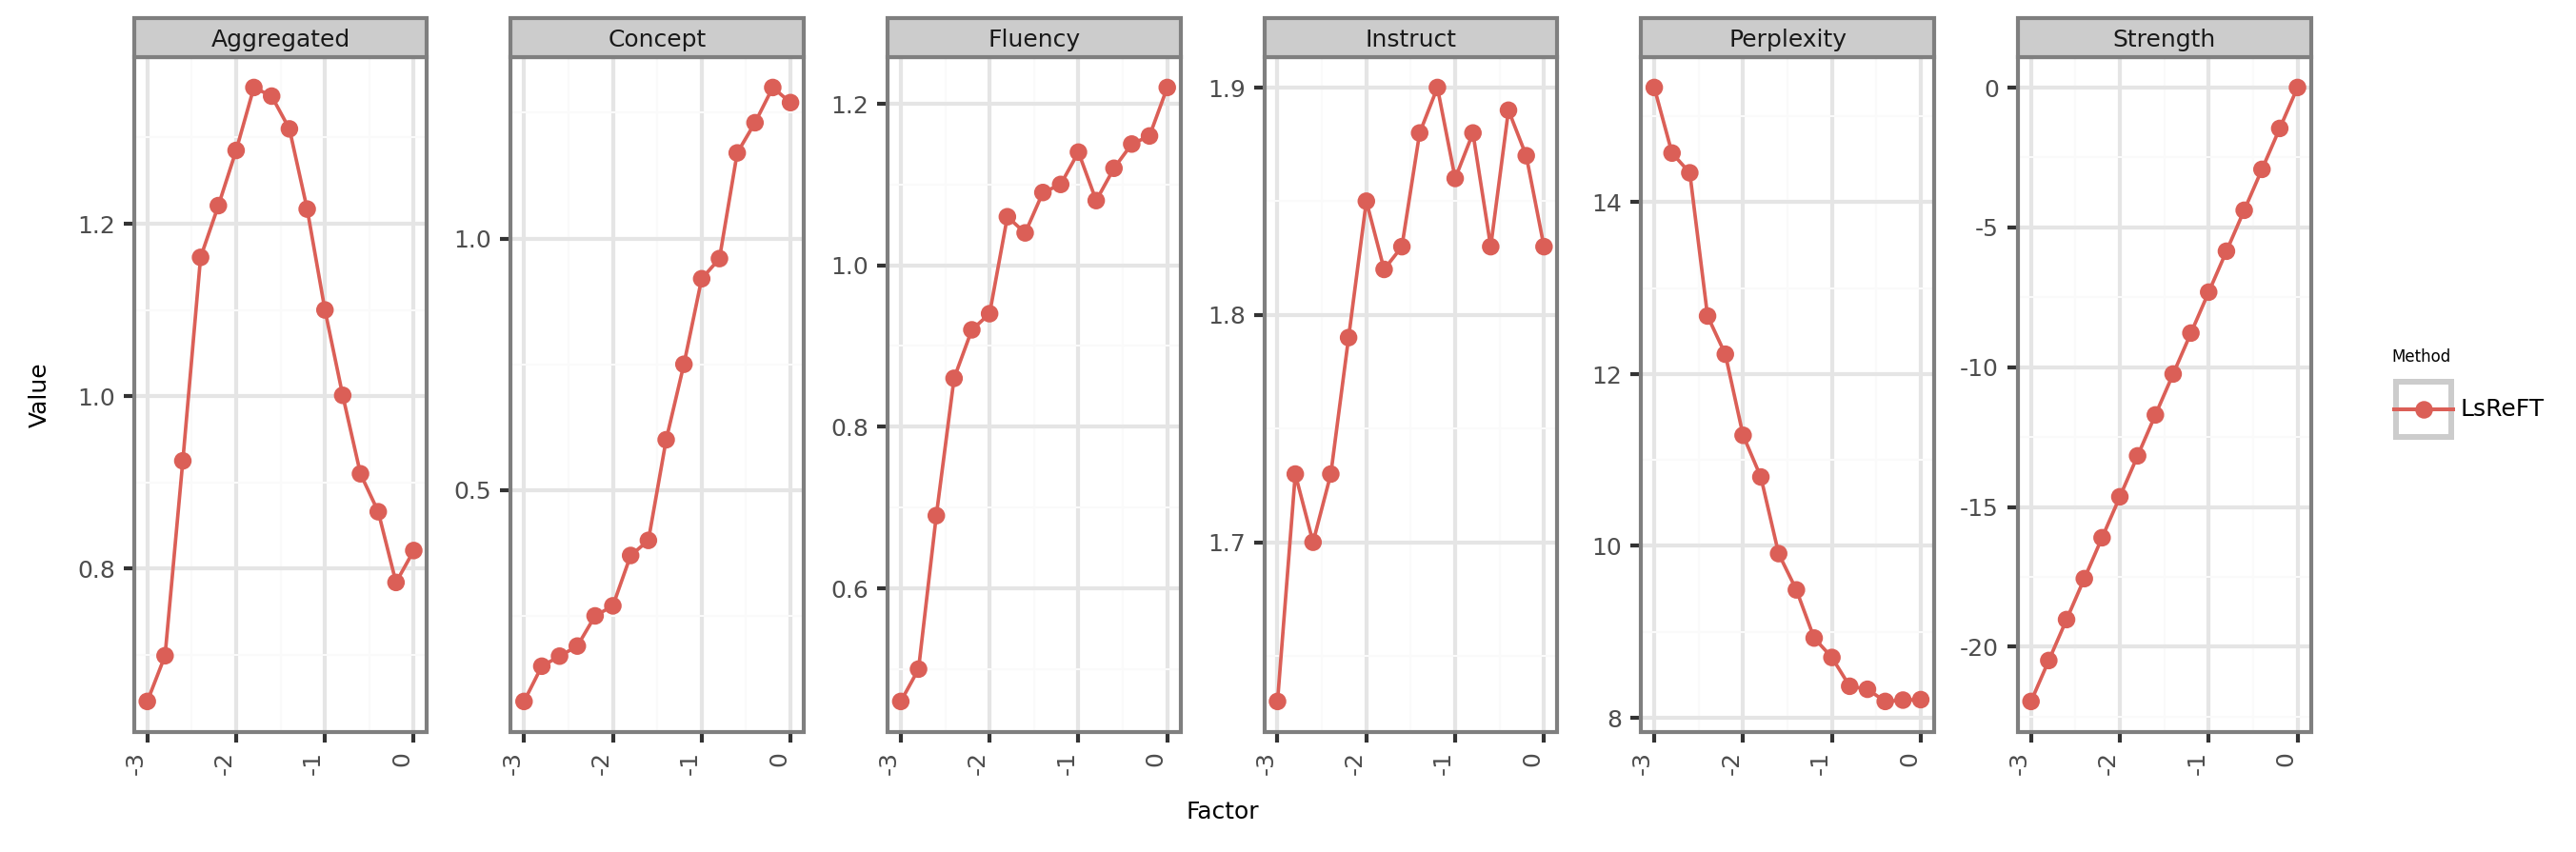 Aggregated
Concept
Fluency
Instruct
Perplexity
Strength
Value
1.2
1.0
0.8
1.0
0.5
1.2
1.0
0.8
0.6
1.9
1.8
1.7
14
12
10
8
0
-5
-10
-15
-20
-3 -2 -1 0
-3 -2 -1 0
-3 -2 -1 0
-3 -2 -1 0
-3 -2 -1 0
-3 -2 -1 0
Factor
Method
LsReFT